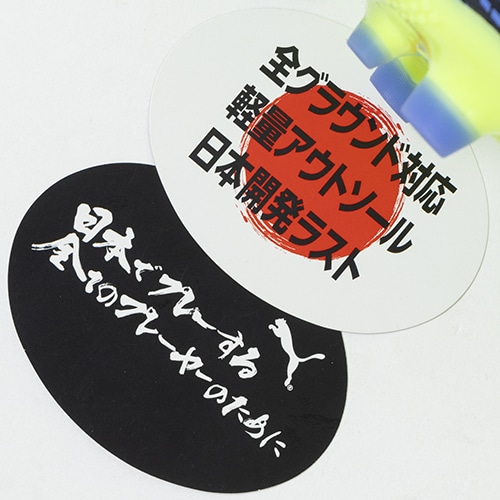 全グラウンド対応
軽量アウトソール
日本開発ラスト
日本でプレーする
全てのプレーヤーのために